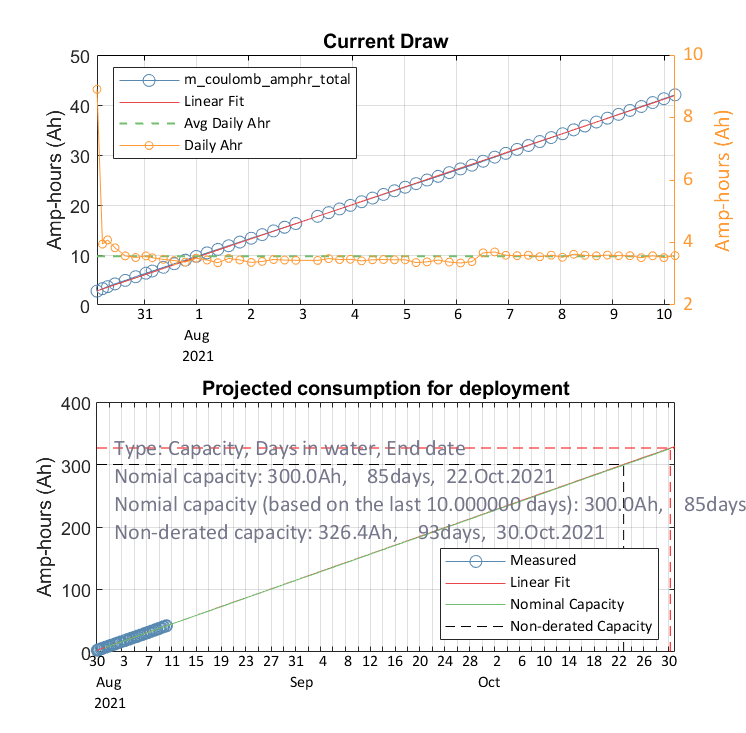 Current Draw
50
40
30
20
10
0
Amp-hours (Ah)
m_coulomb_amphr_total
Linear Fit
Avg Daily Ahr
Daily Ahr
10
8
6
4
2
Amp-hours (Ah)
31 1 2 3 4 5 6 7 8 9 10
Aug
2021
Projected consumption for deployment
400
300
200
100
0
Amp-hours (Ah)
Type: Capacity, Days in water, End date
Nomial capacity: 300.0Ah, 85days, 22.Oct.2021
Nomial capacity (based on the last 10.000000 days): 300.0Ah, 85days
Non-derated capacity: 326.4Ah, 93days, 30.Oct.2021
Measured
Linear Fit
Nominal Capacity
Non-derated Capacity
30 3 7 11 15 19 23 27 31 4 8 12 16 20 24 28 2 6 10 14 18 22 26 30
Aug Sep Oct
2021